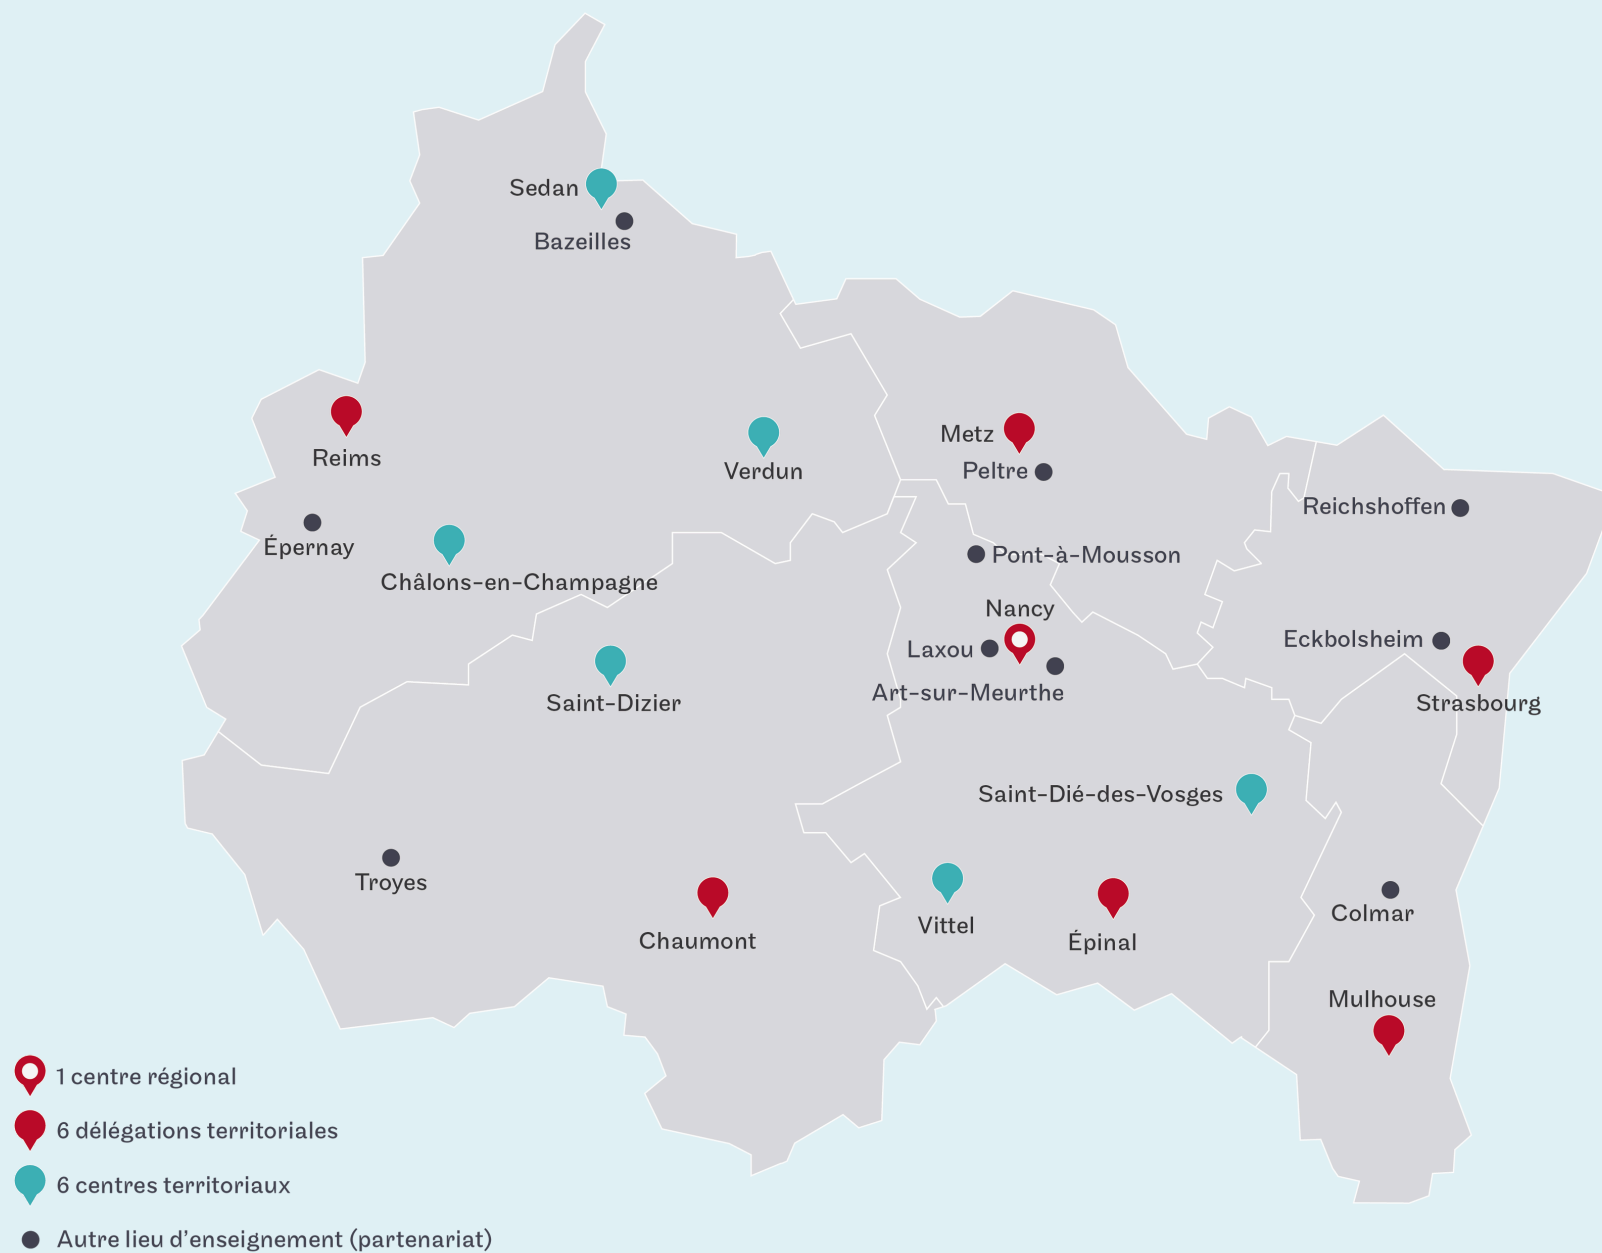 Sedan
Bazeilles
Reims
Verdun
Metz
Peltre
Reichshoffen
Épernay
Châlons-en-Champagne
Pont-à-Mousson
Nancy
Laxou
Art-sur-Meurthe
Eckbolsheim
Strasbourg
Saint-Dizier
Saint-Dié-des-Vosges
Troyes
Chaumont
Vittel
Épinal
Colmar
Mulhouse
1 centre régional
6 délégations territoriales
6 centres territoriaux
Autre lieu d’enseignement (partenariat)